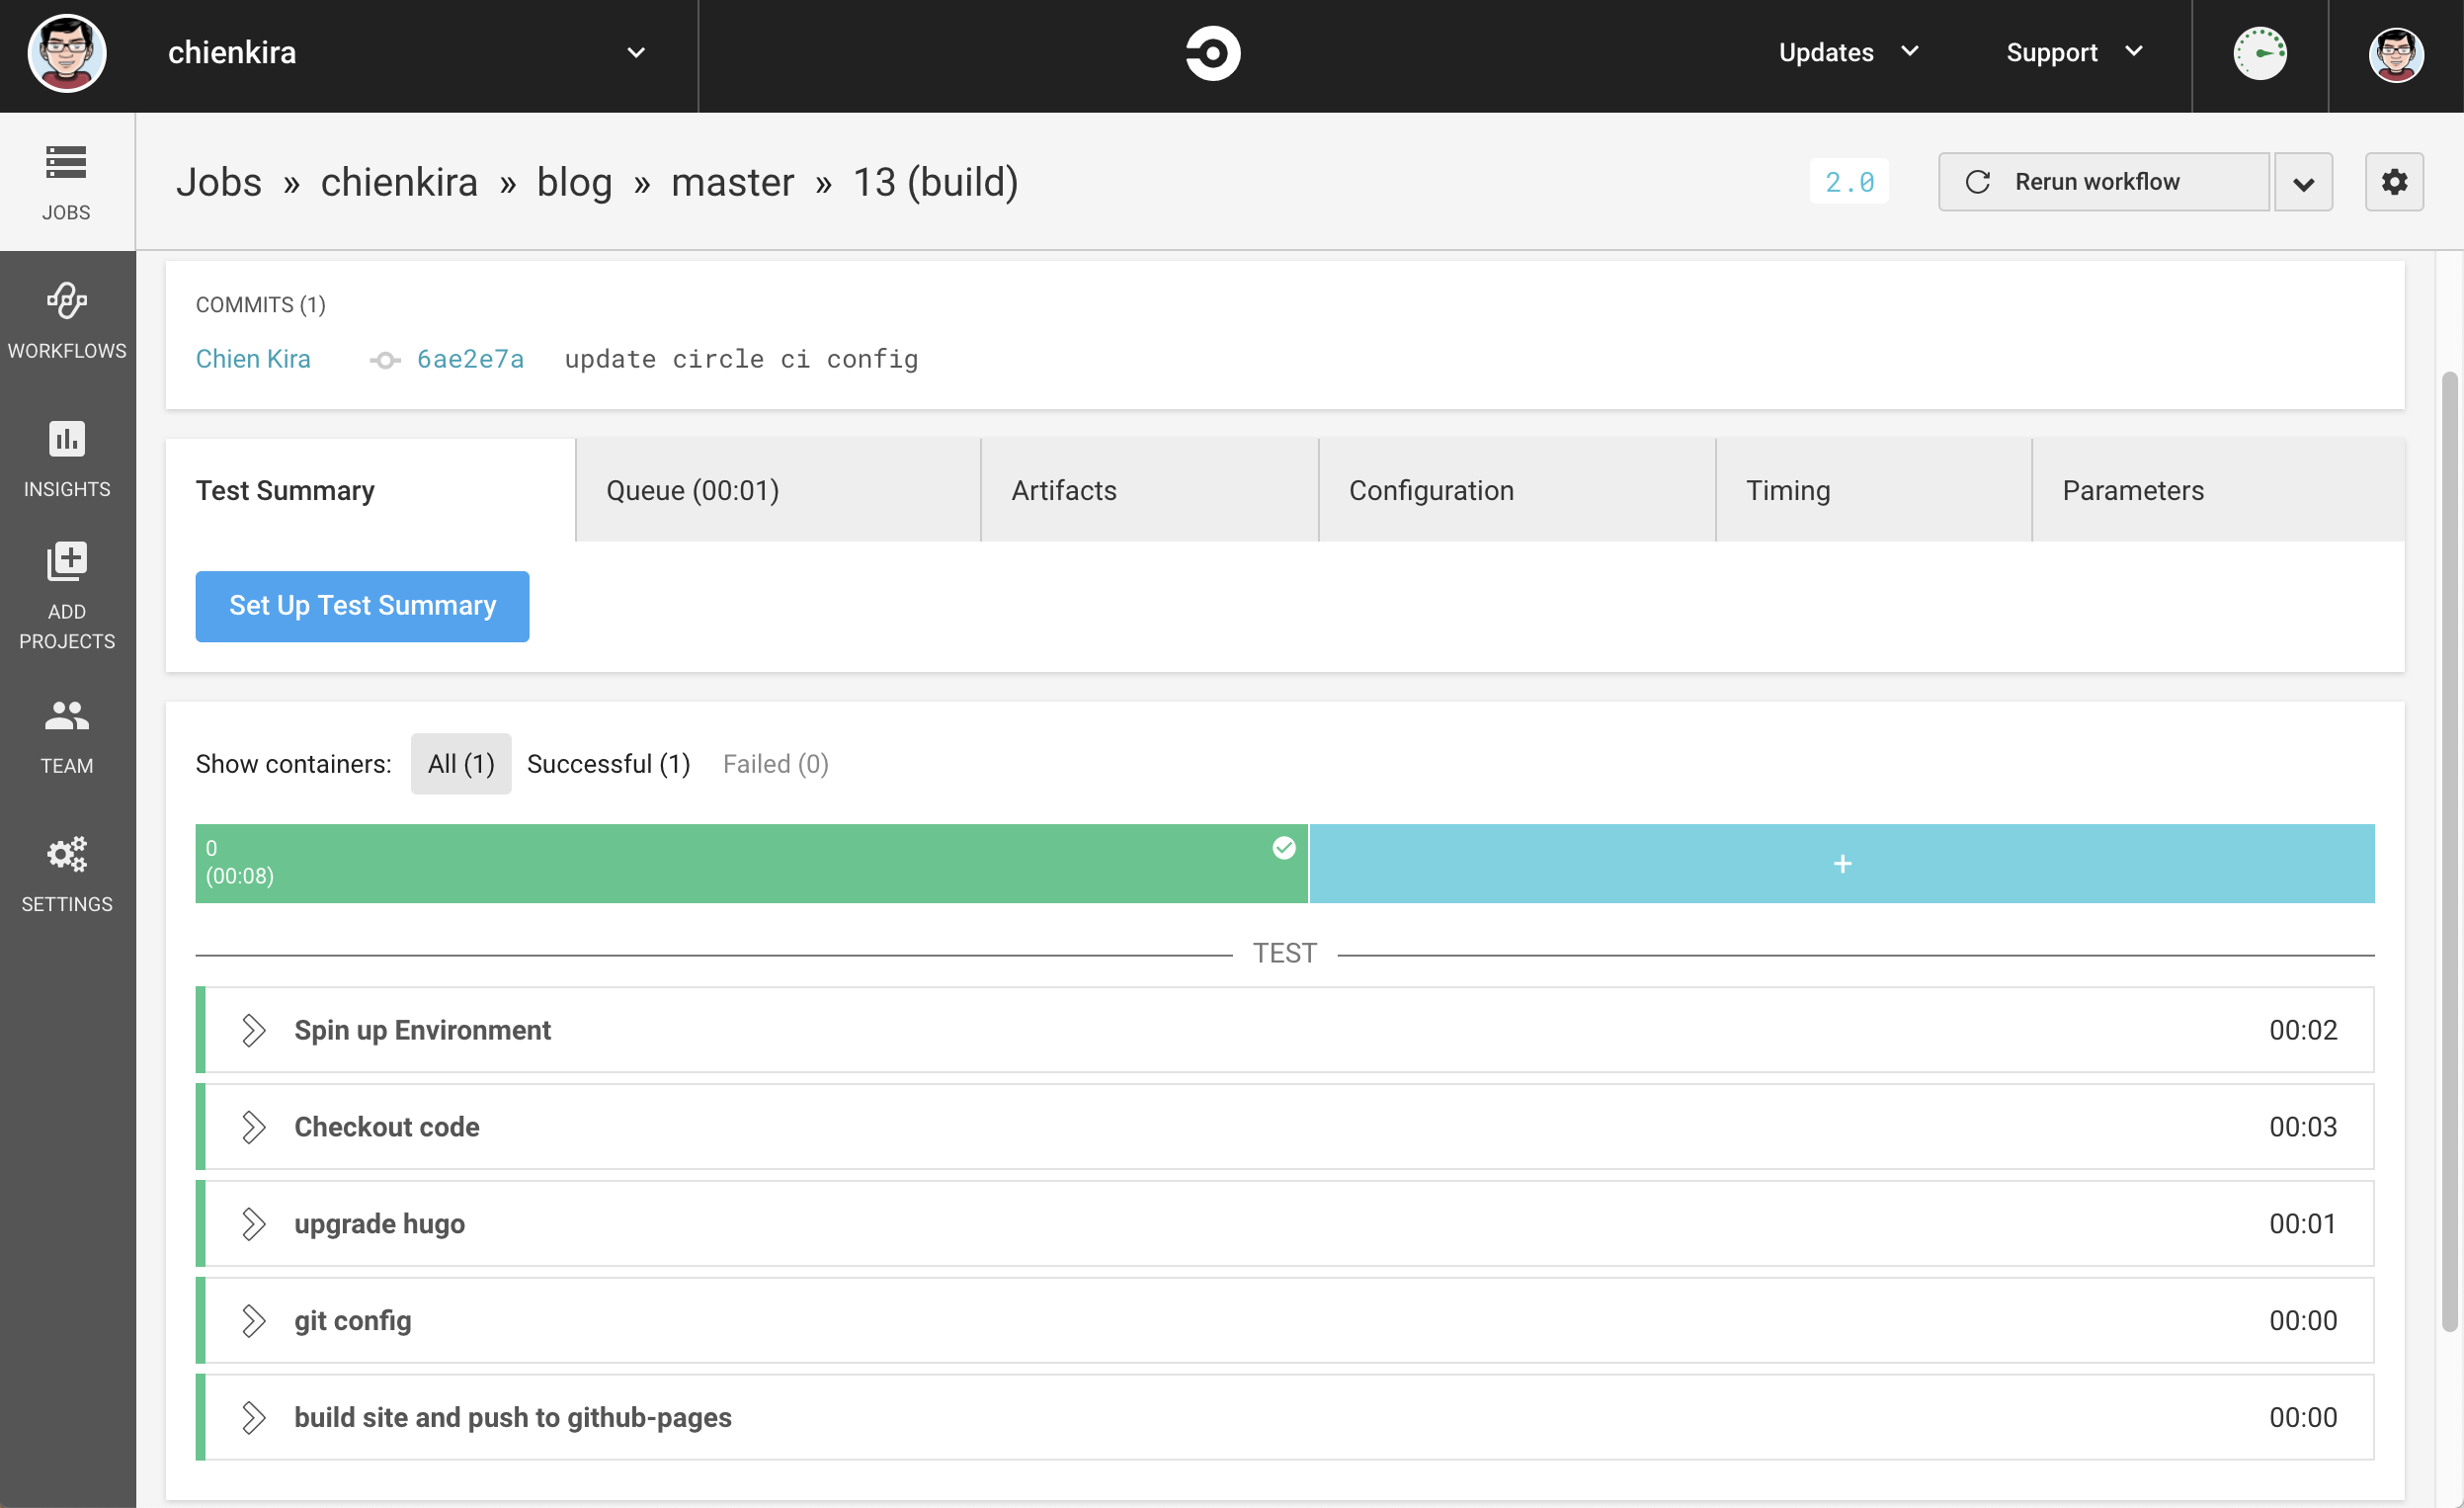 chienkira
Updates
Support
JOBS
WORKFLOWS
INSIGHTS
ADD
PROJECTS
TEAM
SETTINGS
Jobs » chienkira » blog » master » 13 (build)
2.0
Rerun workflow
COMMITS (1)
Chien Kira 6ae2e7a update circle ci config
Test Summary Queue (00:01) Artifacts Configuration Timing Parameters
Set Up Test Summary
Show containers: All (1) Successful (1) Failed (0)
0
(00:08)
+
TEST
Spin up Environment 00:02
Checkout code 00:03
upgrade hugo 00:01
git config 00:00
build site and push to github-pages 00:00